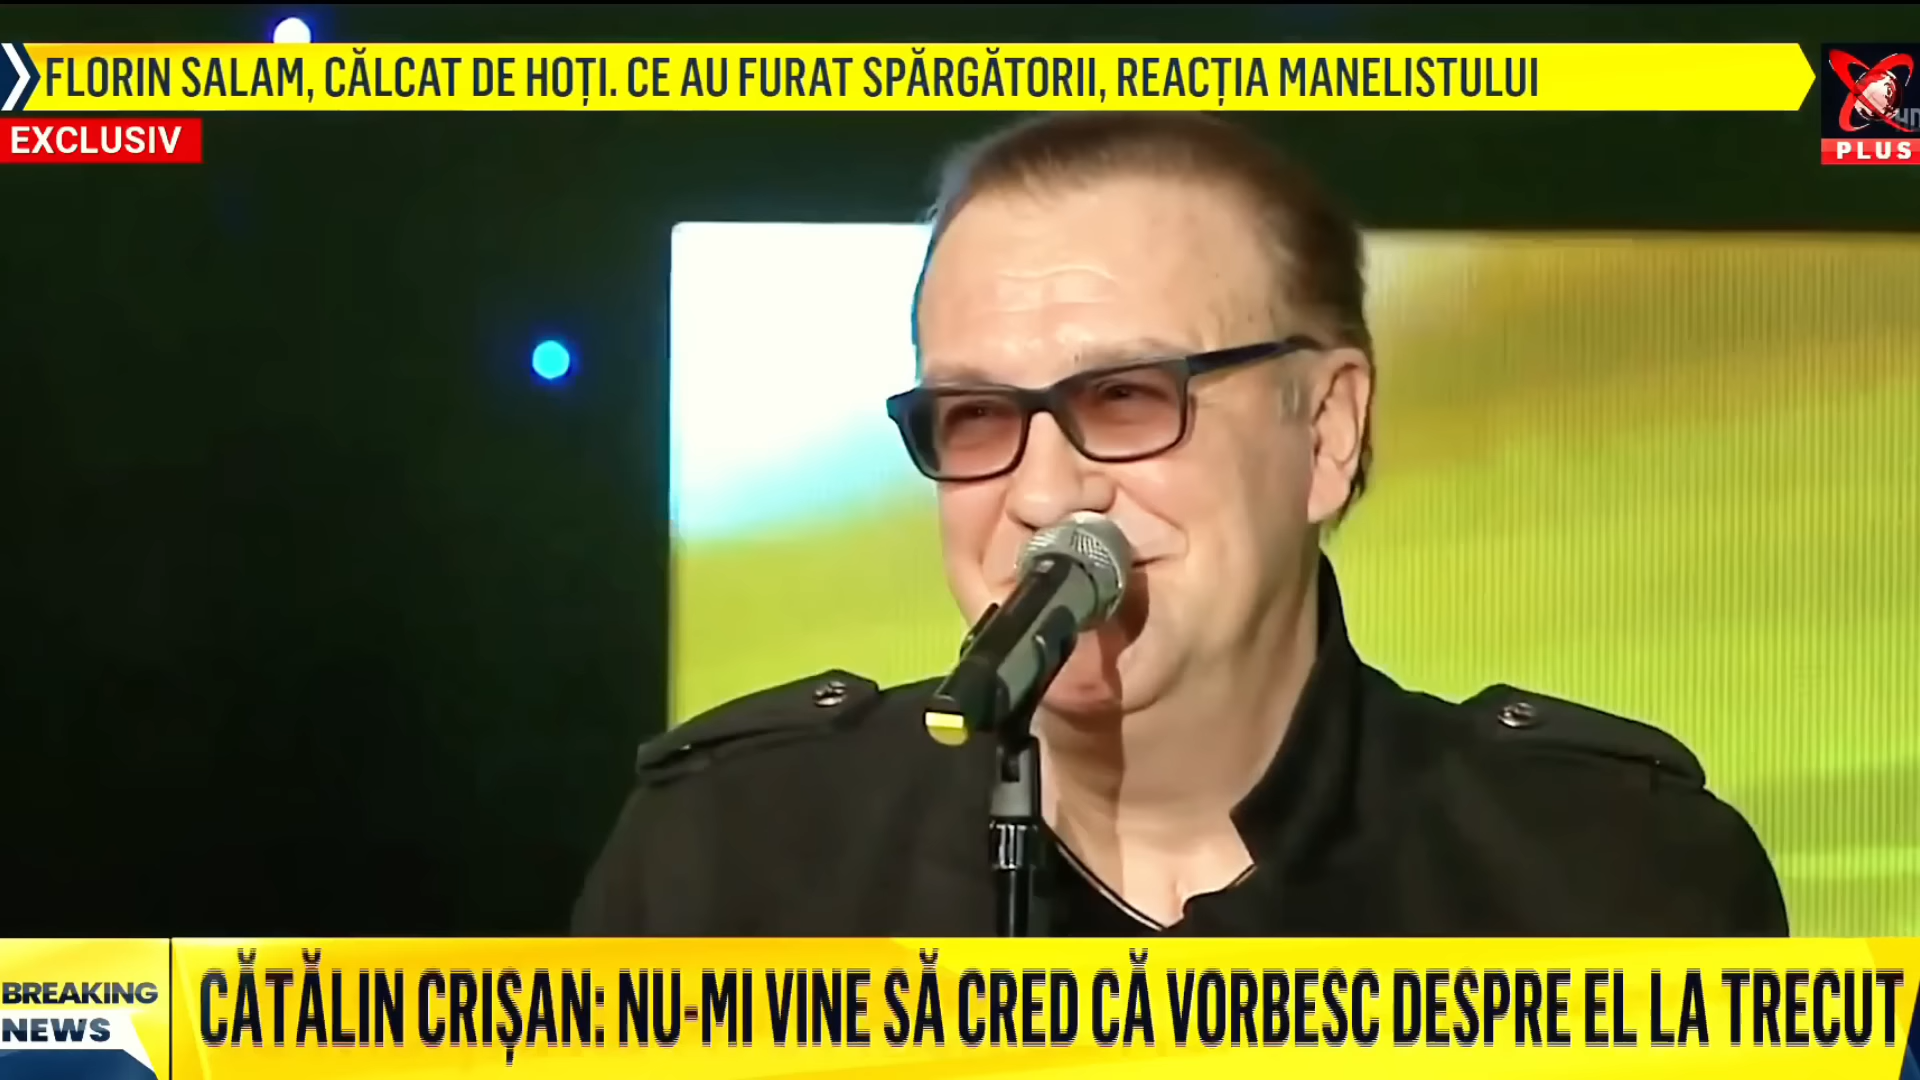 FLORIN SALAM, CĂLCAT DE HOȚI. CE AU FURAT SPĂRGĂTORII, REACȚIA MANELISTULUI
EXCLUSIV
PLUS
BREAKING
NEWS
CĂTĂLIN CRIȘAN: NU-MI VINE SĂ CRED CĂ VORBESC DESPRE EL LA TRECUT